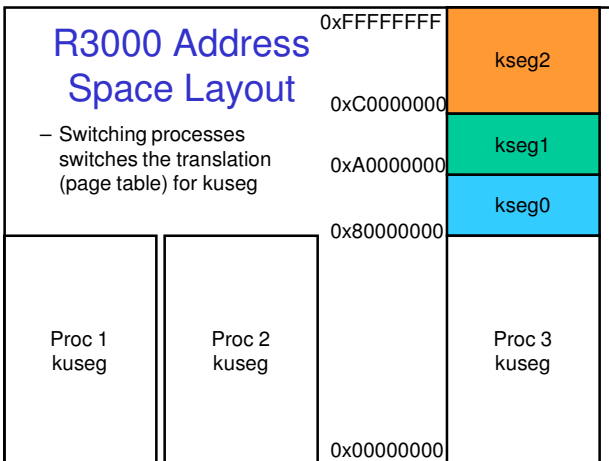 R3000 Address
Space Layout
– Switching processes
switches the translation
(page table) for kuseg
0xFFFFFFFF
kseg2
0xC0000000
kseg1
0xA0000000
kseg0
0x80000000
Proc 1
kuseg
Proc 2
kuseg
Proc 3
kuseg
0x00000000